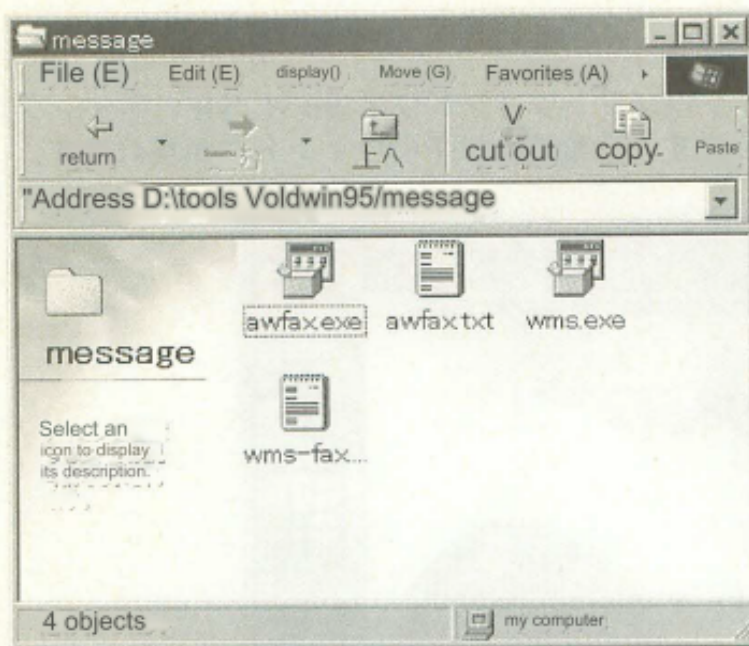 message
File (E) Edit (E) display() Move (G) Favorites (A)
return 上へ cut out copy- Paste
"Address D:\tools Voldwin95/message
awfax.exe awfax.txt wms.exe
message
Select an
icon to display
its description.
wms-fax...
4 objects my computer